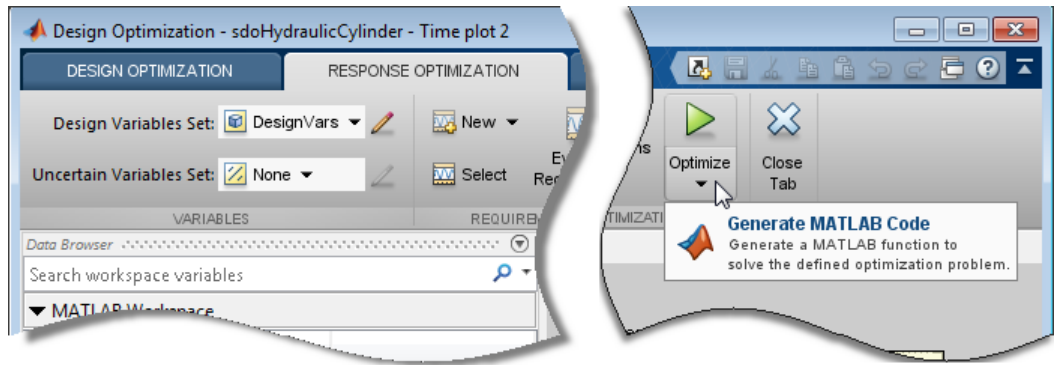 Design Optimization - sdoHydraulicCylinder - Time plot 2
DESIGN OPTIMIZATION
RESPONSE OPTIMIZATION
Design Variables Set: DesignVars
New
Uncertain Variables Set: None
Select
Optimize
Close
Tab
VARIABLES
Data Browser
Search workspace variables
MATLAB Workspace
Generate MATLAB Code
Generate a MATLAB function to
solve the defined optimization problem.